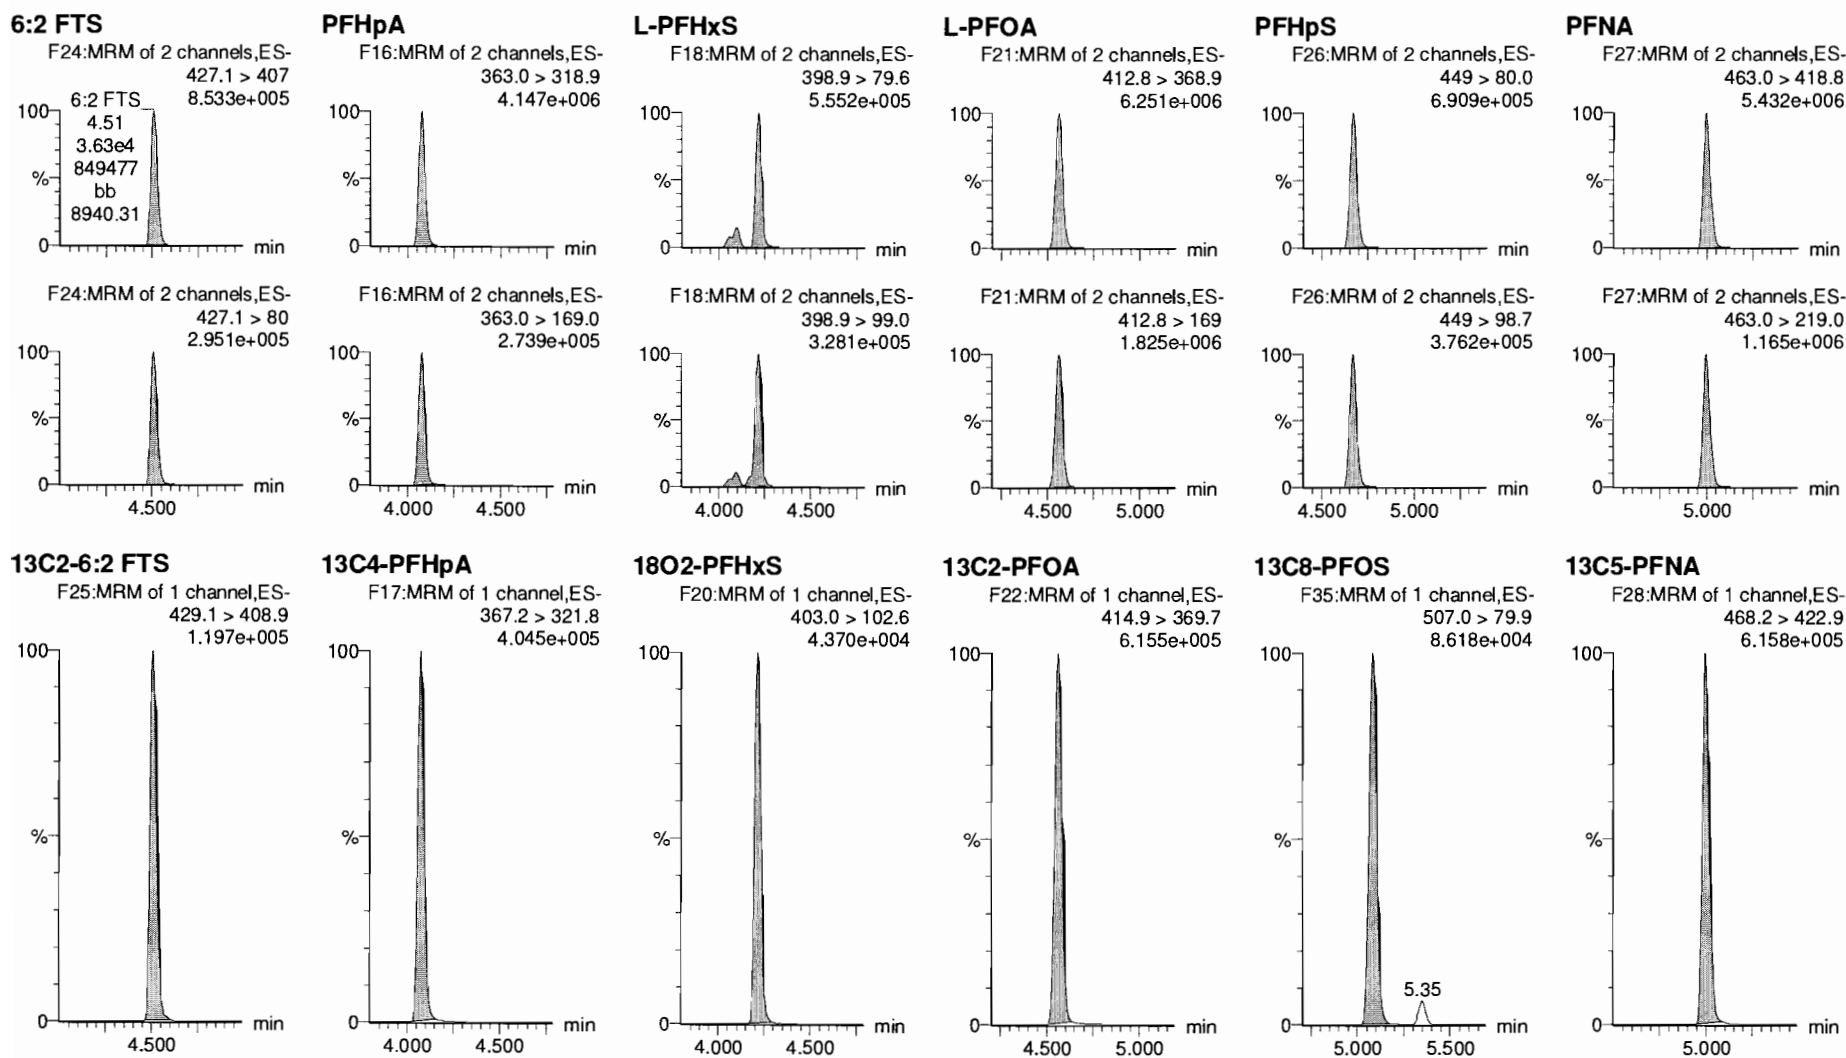 6:2 FTS
F24:MRM of 2 channels,ES-
427.1 > 407
8.533e+005
6:2 FTS
4.51
3.63e4
849477
bb
8940.31
100
%
0
min
PFHpA
F16:MRM of 2 channels,ES-
363.0 > 318.9
4.147e+006
100
%
0
min
L-PFHxS
F18:MRM of 2 channels,ES-
398.9 > 79.6
5.552e+005
100
%
0
min
L-PFOA
F21:MRM of 2 channels,ES-
412.8 > 368.9
6.251e+006
100
%
0
min
PFHpS
F26:MRM of 2 channels,ES-
449 > 80.0
6.909e+005
100
%
0
min
PFNA
F27:MRM of 2 channels,ES-
463.0 > 418.8
5.432e+006
100
%
0
min
F24:MRM of 2 channels,ES-
427.1 > 80
2.951e+005
100
%
0
min
4.500
F16:MRM of 2 channels,ES-
363.0 > 169.0
2.739e+005
100
%
0
min
4.000 4.500
F18:MRM of 2 channels,ES-
398.9 > 99.0
3.281e+005
100
%
0
min
4.000 4.500
F21:MRM of 2 channels,ES-
412.8 > 169
1.825e+006
100
%
0
min
4.500 5.000
F26:MRM of 2 channels,ES-
449 > 98.7
3.762e+005
100
%
0
min
4.500 5.000
F27:MRM of 2 channels,ES-
463.0 > 219.0
1.165e+006
100
%
0
min
5.000
13C2-6:2 FTS
F25:MRM of 1 channel,ES-
429.1 > 408.9
1.197e+005
100
%
0
min
4.500
13C4-PFHpA
F17:MRM of 1 channel,ES-
367.2 > 321.8
4.045e+005
100
%
0
min
4.000 4.500
18O2-PFHxS
F20:MRM of 1 channel,ES-
403.0 > 102.6
4.370e+004
100
%
0
min
4.000 4.500
13C2-PFOA
F22:MRM of 1 channel,ES-
414.9 > 369.7
6.155e+005
100
%
0
min
4.500 5.000
13C8-PFOS
F35:MRM of 1 channel,ES-
507.0 > 79.9
8.618e+004
100
%
5.35
0
min
5.000 5.500
13C5-PFNA
F28:MRM of 1 channel,ES-
468.2 > 422.9
6.158e+005
100
%
0
min
5.000